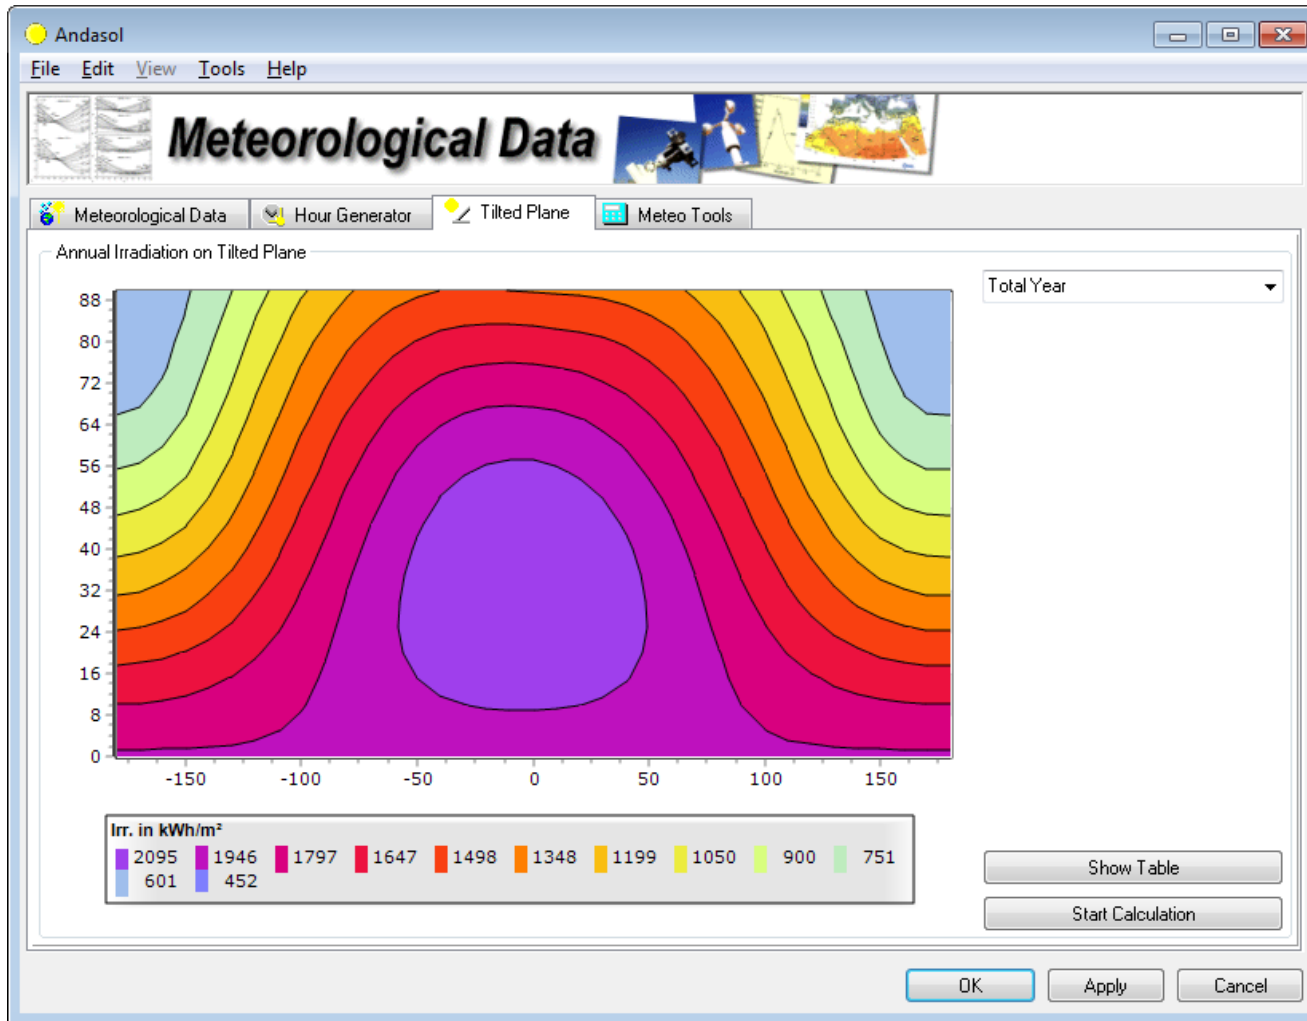 Andasol
File Edit View Tools Help
Meteorological Data
Meteorological Data Hour Generator Tilted Plane Meteo Tools
Annual Irradiation on Tilted Plane
Total Year
88
80
72
64
56
48
40
32
24
16
8
0
-150 -100 -50 0 50 100 150
Irr. in kWh/m²
2095 1946 1797 1647 1498 1348 1199 1050 900 751
601 452
Show Table
Start Calculation
OK Apply Cancel